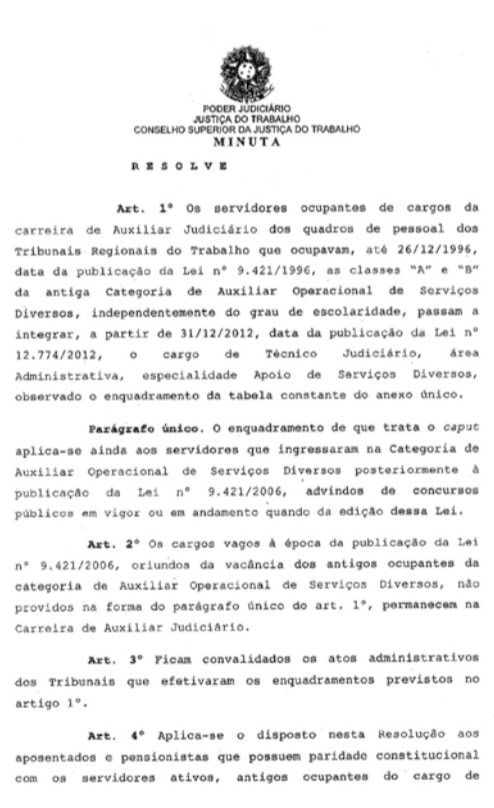 PODER JUDICIÁRIO
JUSTIÇA DO TRABALHO
CONSELHO SUPERIOR DA JUSTIÇA DO TRABALHO
MINUTA
R E S O L V E
Art. 1º Os servidores ocupantes de cargos da
carreira de Auxiliar Judiciário dos quadros de pessoal dos
Tribunais Regionais do Trabalho que ocupavam, até 26/12/1996,
data da publicação da Lei nº 9.421/1996, as classes "A" e "B"
da antiga Categoria de Auxiliar Operacional de Serviços
Diversos, independentemente do grau de escolaridade, passam a
integrar, a partir de 31/12/2012, data da publicação da Lei nº
12.774/2012, o cargo de Técnico Judiciário, área
Administrativa, especialidade Apoio de Serviços Diversos,
observado o enquadramento da tabela constante do anexo único.
Parágrafo único. O enquadramento de que trata o caput
aplica-se ainda aos servidores que ingressaram na Categoria de
Auxiliar Operacional de Serviços Diversos posteriormente à
publicação da Lei nº 9.421/2006, advindos de concursos
públicos em vigor ou em andamento quando da edição dessa Lei.
Art. 2º Os cargos vagos à época da publicação da Lei
nº 9.421/2006, oriundos da vacância dos antigos ocupantes da
categoria de Auxiliar Operacional de Serviços Diversos, não
providos na forma do parágrafo único do art. 1º, permanecem na
Carreira de Auxiliar Judiciário.
Art. 3º Ficam convalidados os atos administrativos
dos Tribunais que efetivaram os enquadramentos previstos no
artigo 1º.
Art. 4º Aplica-se o disposto nesta Resolução aos
aposentados e pensionistas que possuem paridade constitucional
com os servidores ativos, antigos ocupantes do cargo de